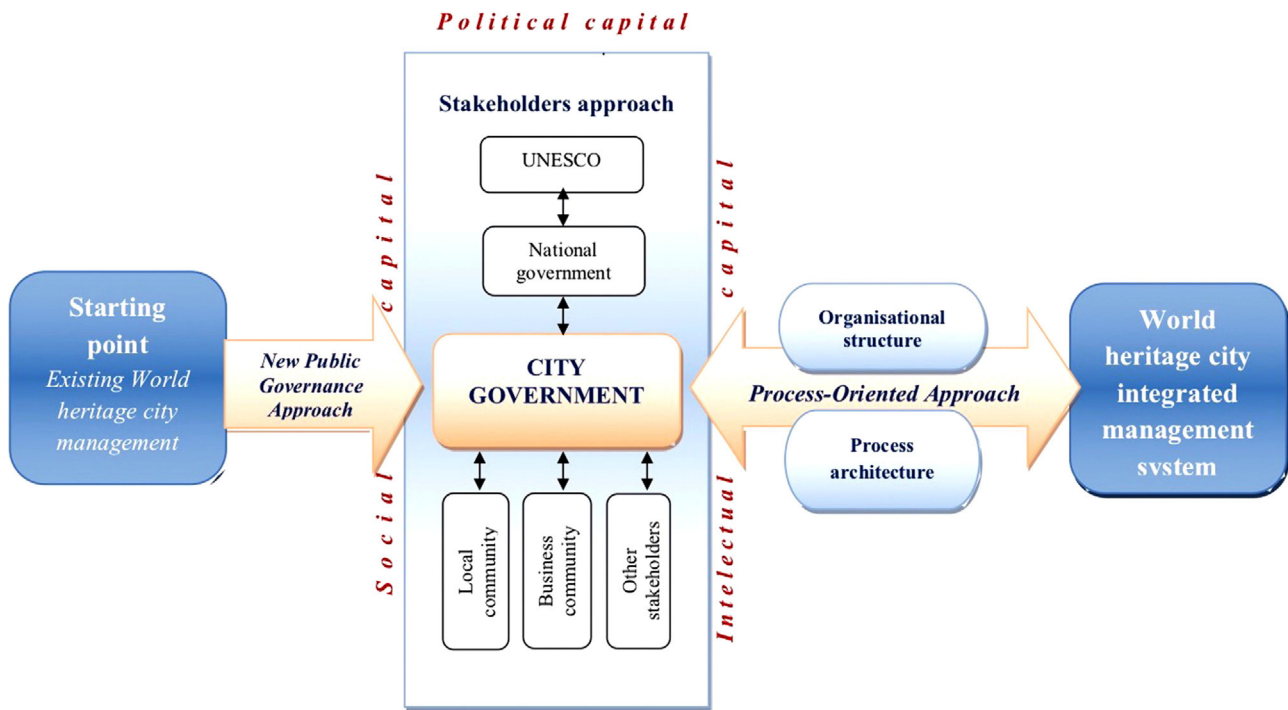 Political capital
Stakeholders approach
UNESCO
National
government
CITY
GOVERNMENT
Local
community
Business
community
Other
stakeholders
Social capital
Intelectual capital
Starting
point
Existing World
heritage city
management
New Public
Governance
Approach
Organisational
structure
Process-Oriented Approach
Process
architecture
World
heritage city
integrated
management
system